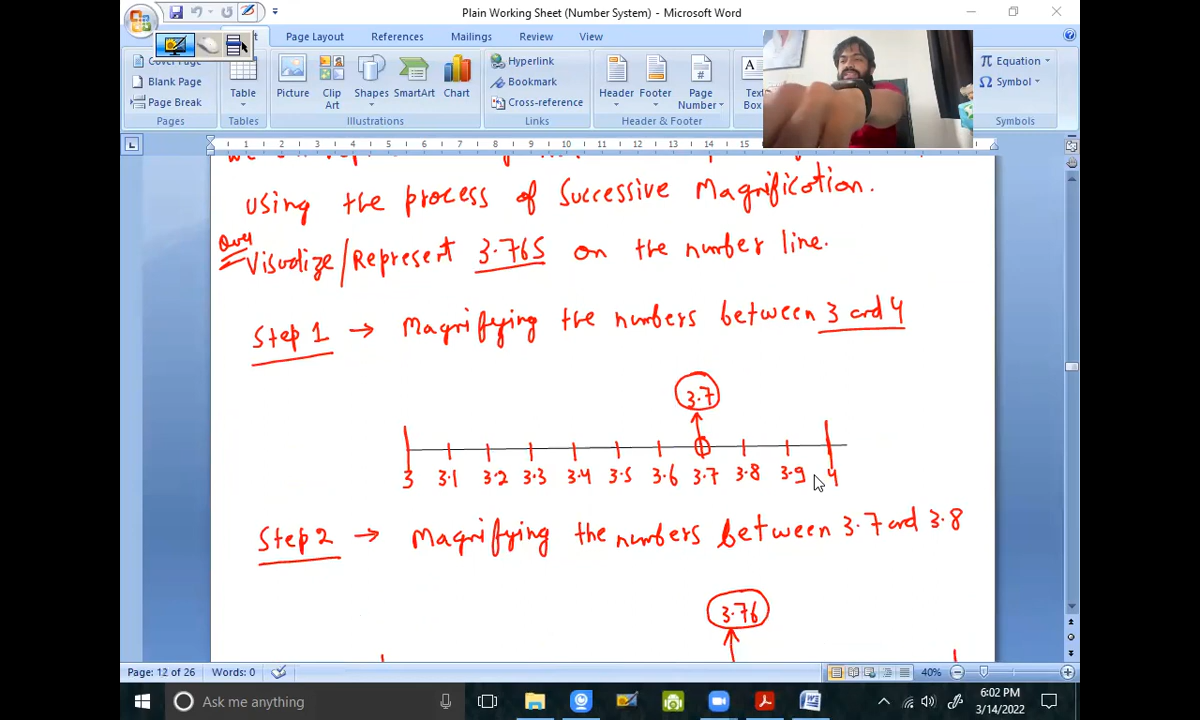 Plain Working Sheet (Number System) - Microsoft Word
Page Layout References Mailings Review View
Cover Page
Blank Page
Page Break
Pages
Table
Tables
Picture Clip Art Shapes SmartArt Chart
Illustrations
Hyperlink
Bookmark
Cross-reference
Links
Header Footer Page Number
Header & Footer
Equation
Symbol
Symbols
using the process of Successive Magnification.
Ques
Visualize/Represent 3.765 on the number line.
Step 1 → Magnifying the numbers between 3 and 4
3.7
3 3.1 3.2 3.3 3.4 3.5 3.6 3.7 3.8 3.9 4
Step 2 → Magnifying the numbers between 3.7 and 3.8
3.76
Page: 12 of 26 Words: 0 40%
Ask me anything
6:02 PM
3/14/2022